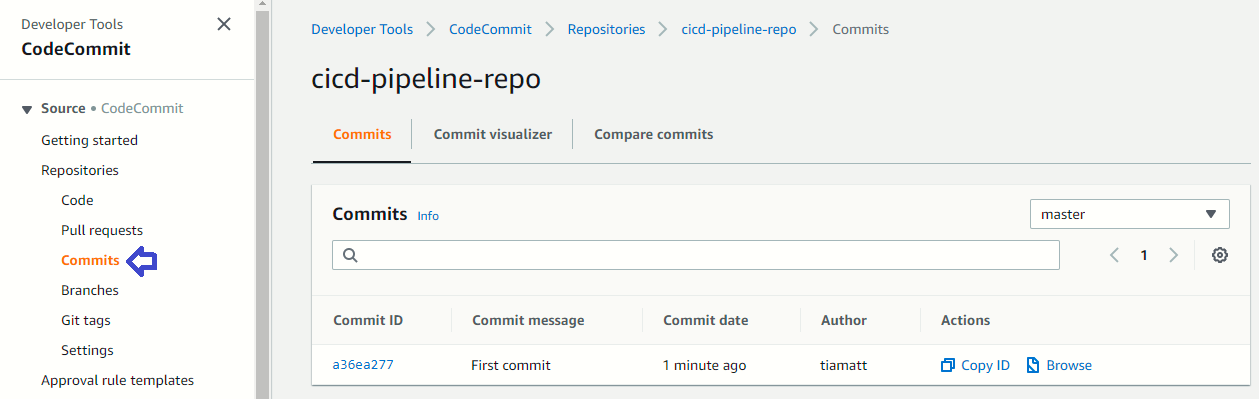 Developer Tools
CodeCommit
Source • CodeCommit
Getting started
Repositories
Code
Pull requests
Commits
Branches
Git tags
Settings
Approval rule templates
Developer Tools > CodeCommit > Repositories > cicd-pipeline-repo > Commits
cicd-pipeline-repo
Commits Commit visualizer Compare commits
Commits Info master
1
Commit ID Commit message Commit date Author Actions
a36ea277 First commit 1 minute ago tiamatt Copy ID Browse